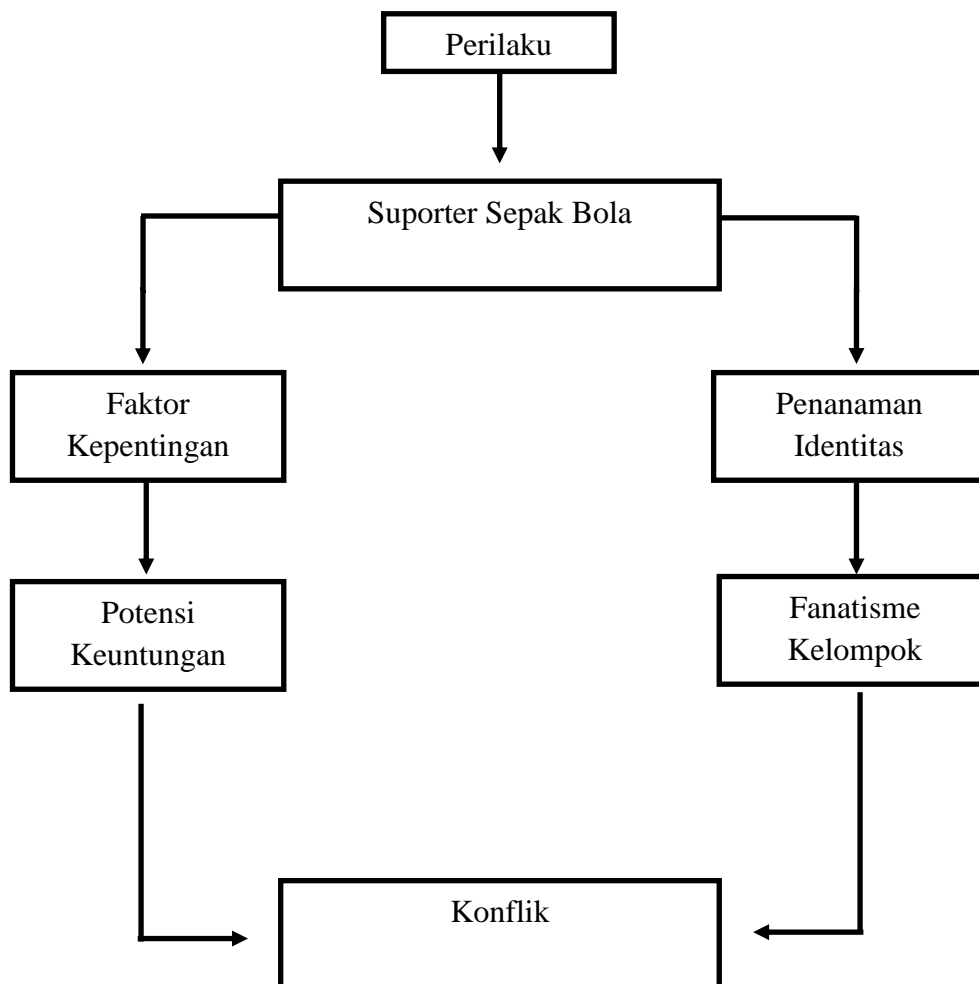 Perilaku
Suporter Sepak Bola
Faktor
Kepentingan
Penanaman
Identitas
Potensi
Keuntungan
Fanatisme
Kelompok
Konflik